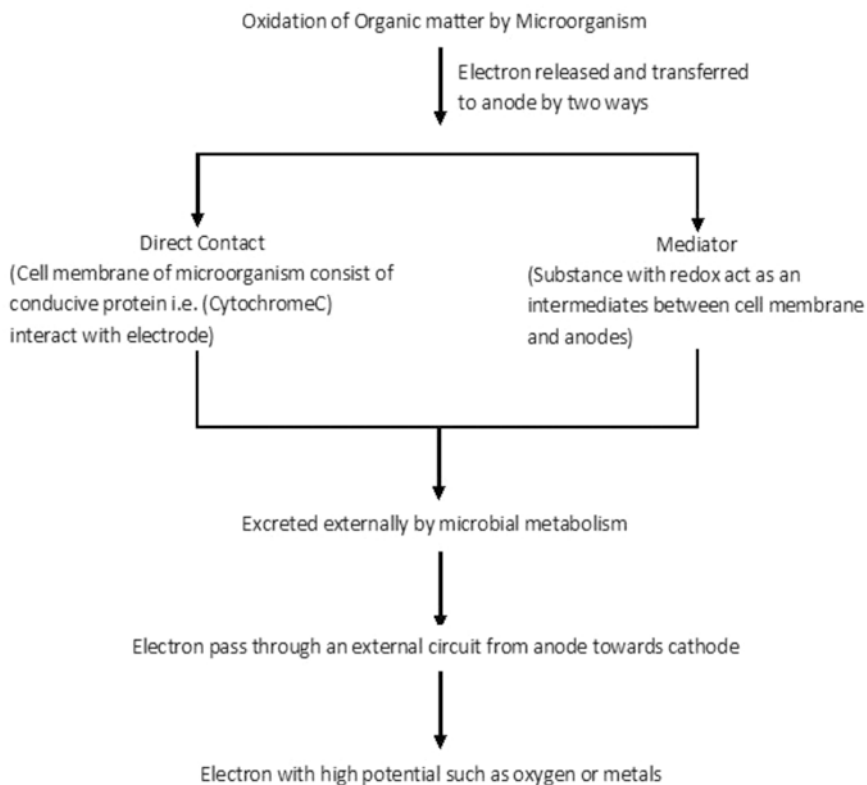 Oxidation of Organic matter by Microorganism
Electron released and transferred
to anode by two ways
Direct Contact
(Cell membrane of microorganism consist of
conducive protein i.e. (CytochromeC)
interact with electrode)
Mediator
(Substance with redox act as an
intermediates between cell membrane
and anodes)
Excreted externally by microbial metabolism
Electron pass through an external circuit from anode towards cathode
Electron with high potential such as oxygen or metals